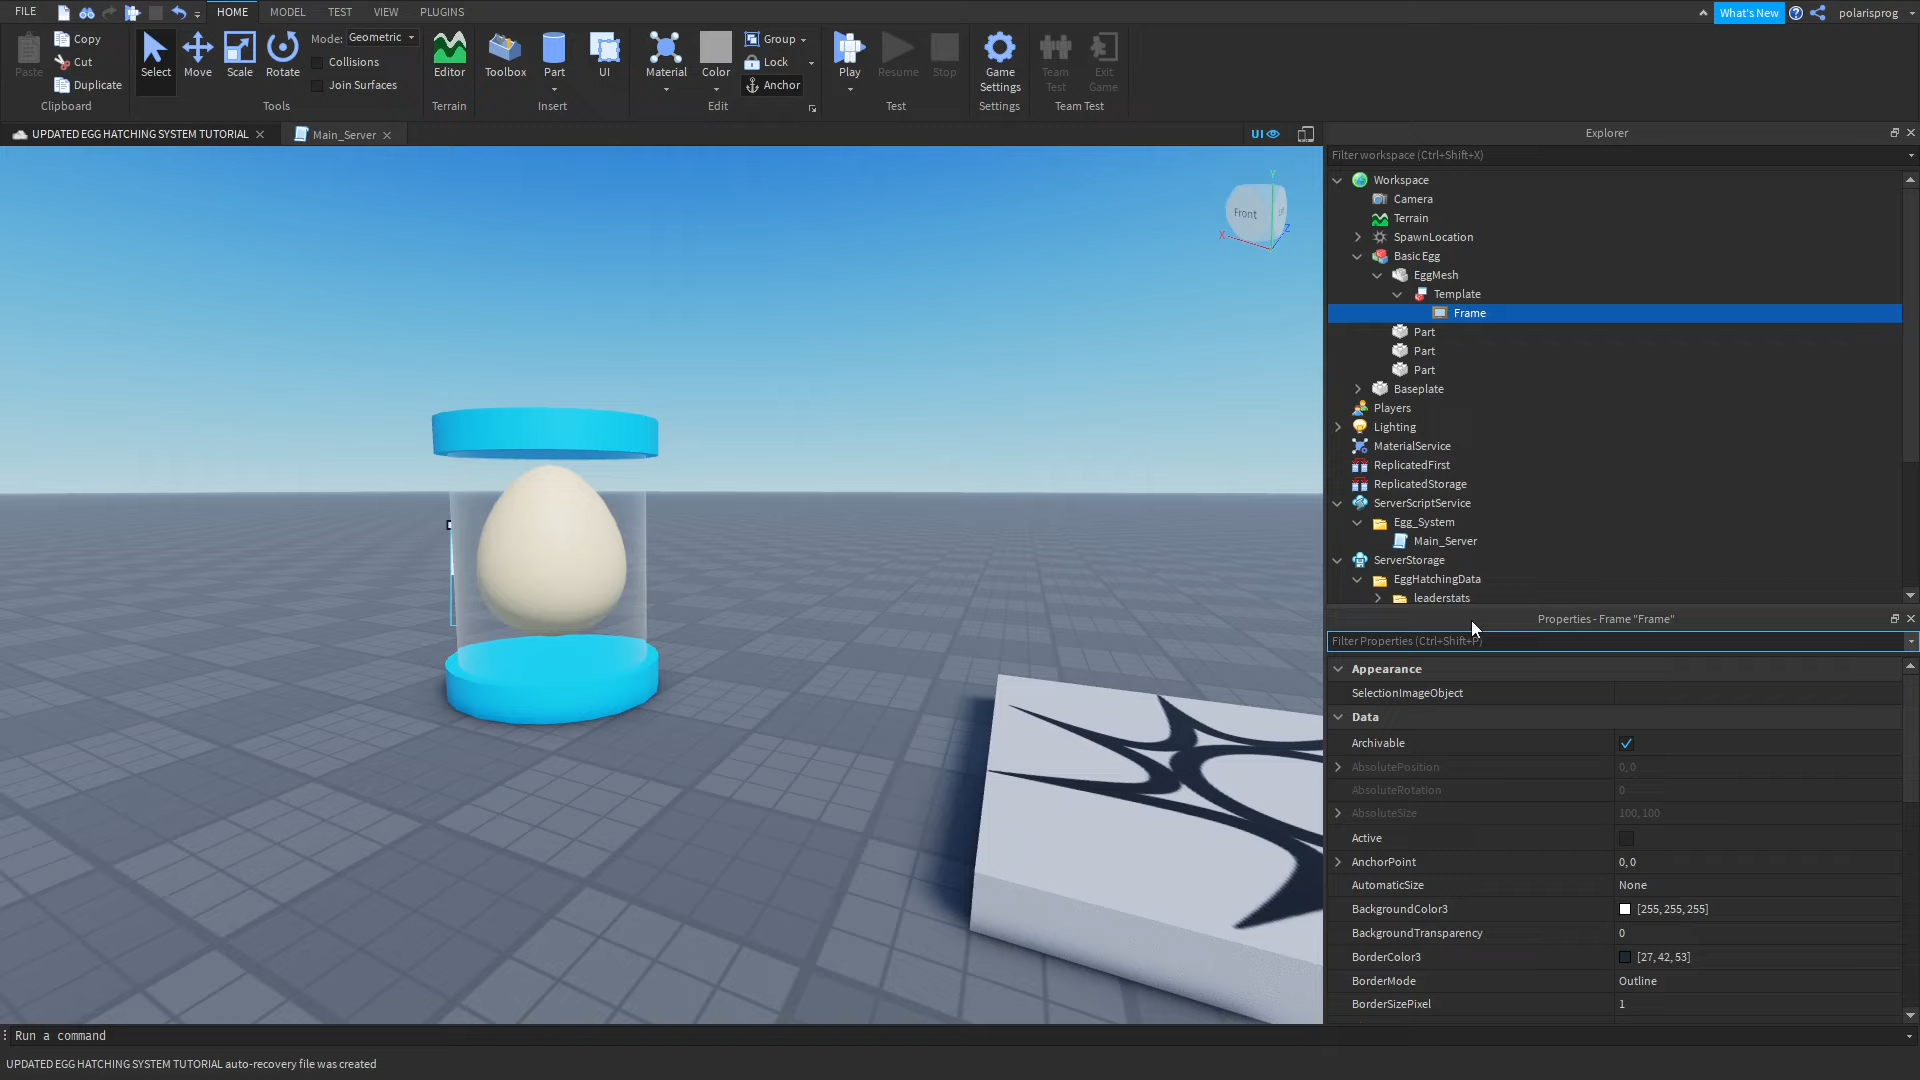 FILE HOME MODEL TEST VIEW PLUGINS What's New polarisprog
Copy Mode: Geometric Group
Paste Cut Select Move Scale Rotate Collisions Editor Toolbox Part UI Material Color Lock Play Resume Stop Game Settings Team Test Exit Game
Duplicate Join Surfaces Anchor
Clipboard Tools Terrain Insert Edit Test Settings Team Test
UPDATED EGG HATCHING SYSTEM TUTORIAL Main_Server UI
Front
Y
X
Z
Explorer
Filter workspace (Ctrl+Shift+X)
Workspace
Camera
Terrain
SpawnLocation
Basic Egg
EggMesh
Template
Frame
Part
Part
Part
Baseplate
Players
Lighting
MaterialService
ReplicatedFirst
ReplicatedStorage
ServerScriptService
Egg_System
Main_Server
ServerStorage
EggHatchingData
leaderstats
Properties - Frame "Frame"
Filter Properties (Ctrl+Shift+P)
Appearance
SelectionImageObject
Data
Archivable
AbsolutePosition 0, 0
AbsoluteRotation 0
AbsoluteSize 100, 100
Active
AnchorPoint 0, 0
AutomaticSize None
BackgroundColor3 [255, 255, 255]
BackgroundTransparency 0
BorderColor3 [27, 42, 53]
BorderMode Outline
BorderSizePixel 1
Run a command
UPDATED EGG HATCHING SYSTEM TUTORIAL auto-recovery file was created